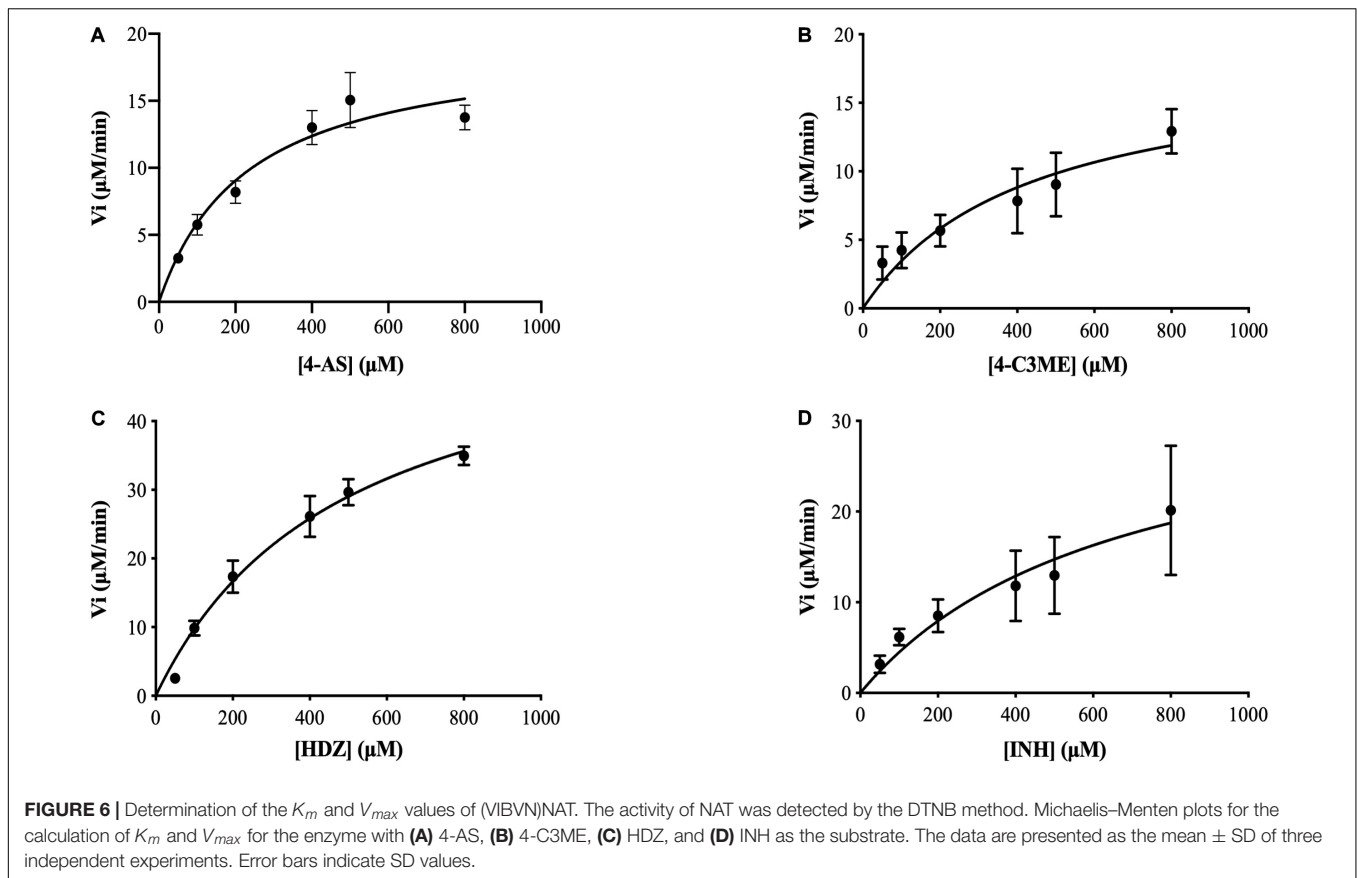 A
20
15
10
5
0
Vi (µM/min)
0 200 400 600 800 1000
[4-AS] (µM)
B
20
15
10
5
0
Vi (µM/min)
0 200 400 600 800 1000
[4-C3ME] (µM)
C
40
30
20
10
0
Vi (µM/min)
0 200 400 600 800 1000
[HDZ] (µM)
D
30
20
10
0
Vi (µM/min)
0 200 400 600 800 1000
[INH] (µM)
FIGURE 6 | Determination of the Km and Vmax values of (VIBVN)NAT. The activity of NAT was detected by the DTNB method. Michaelis–Menten plots for the
calculation of Km and Vmax for the enzyme with (A) 4-AS, (B) 4-C3ME, (C) HDZ, and (D) INH as the substrate. The data are presented as the mean ± SD of three
independent experiments. Error bars indicate SD values.